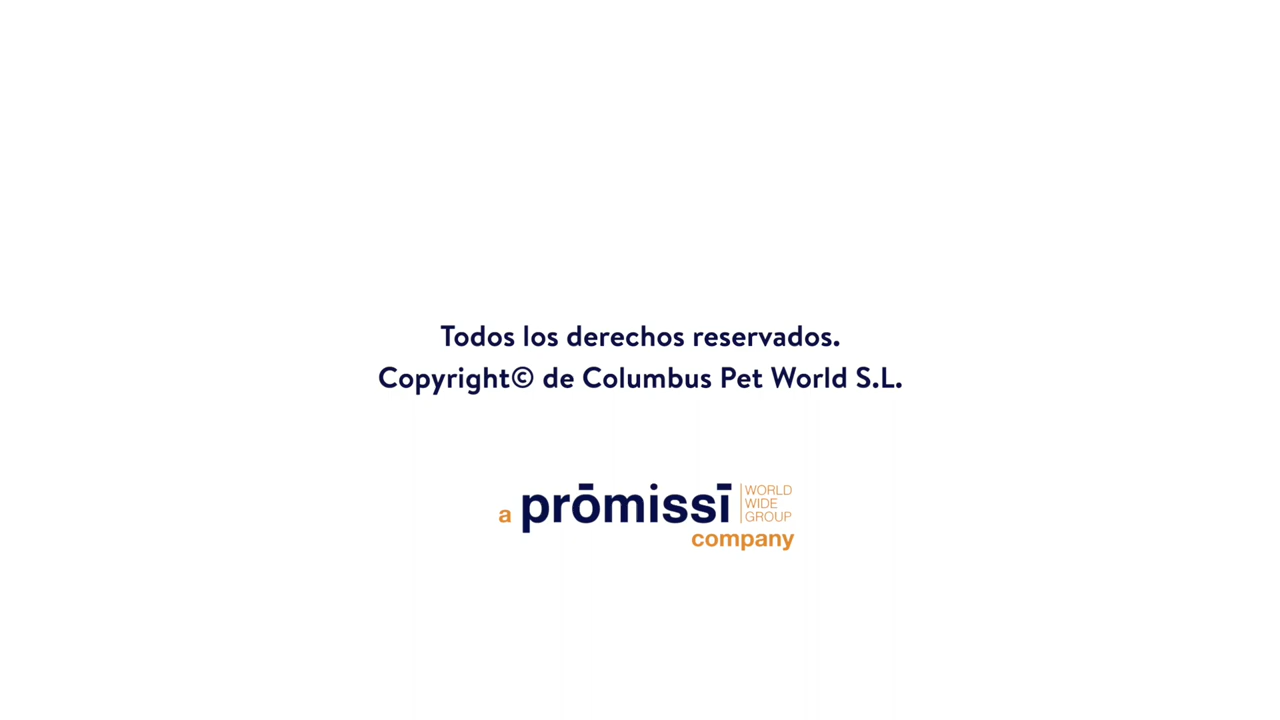 Todos los derechos reservados.
Copyright© de Columbus Pet World S.L.
a prōmissī WORLD
WIDE
GROUP
company